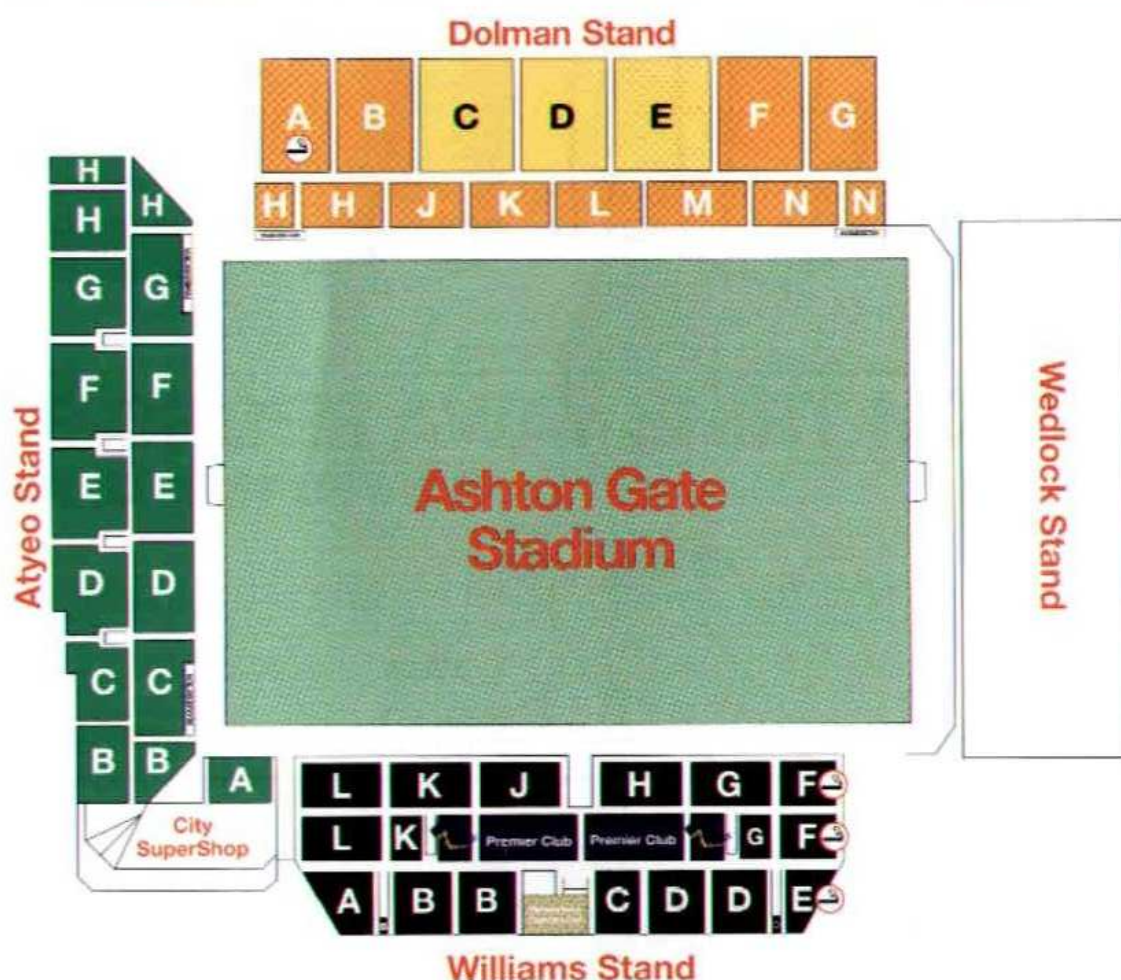 Dolman Stand
A B C D E F G
H H J K L M N N
H H
H
G G
F F
E E
D D
C C
B B A
Atyeo Stand
Ashton Gate
Stadium
Wedlock Stand
City
SuperShop
L K J H G F
L K Premier Club Premier Club G F
A B B C D D E
Williams Stand